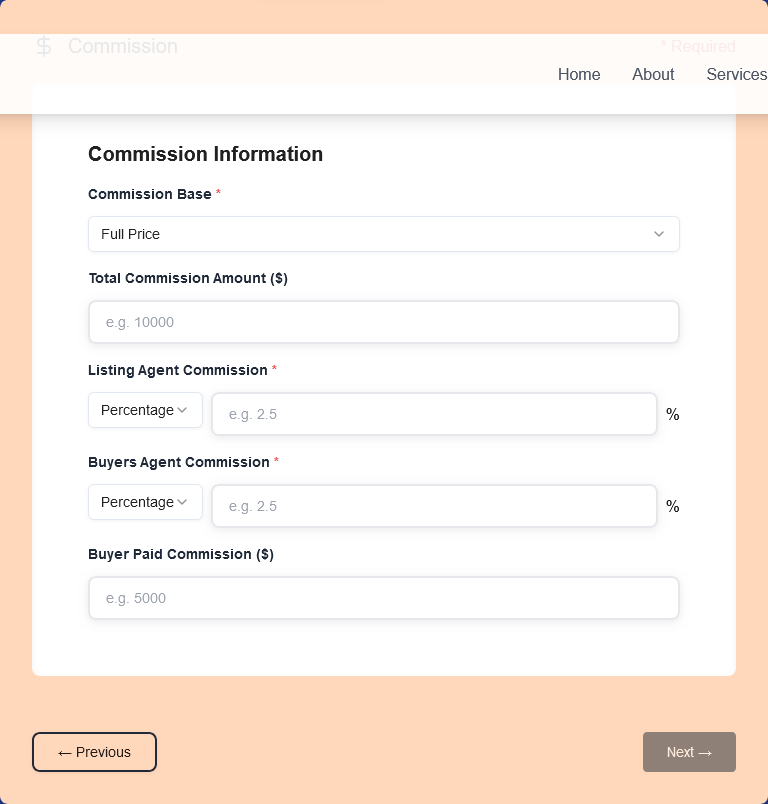 Commission
* Required
Home About Services
Commission Information
Commission Base *
Full Price
Total Commission Amount ($)
e.g. 10000
Listing Agent Commission *
Percentage e.g. 2.5 %
Buyers Agent Commission *
Percentage e.g. 2.5 %
Buyer Paid Commission ($)
e.g. 5000
← Previous
Next →